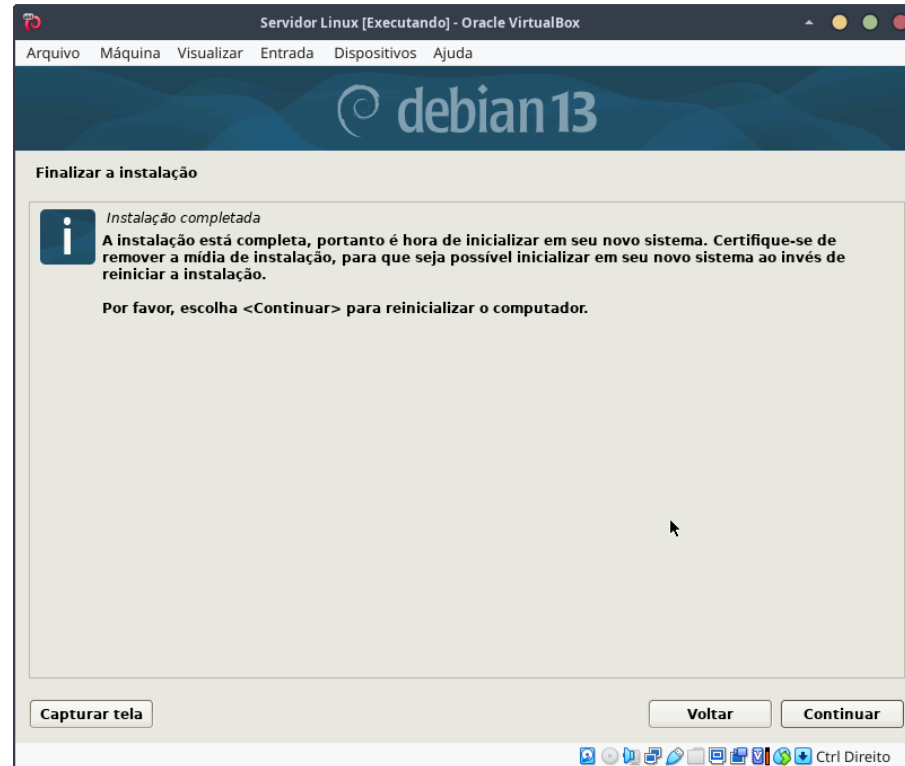 Servidor Linux [Executando] - Oracle VirtualBox
Arquivo Máquina Visualizar Entrada Dispositivos Ajuda
debian 13
Finalizar a instalação
Instalação completada
A instalação está completa, portanto é hora de inicializar em seu novo sistema. Certifique-se de
remover a mídia de instalação, para que seja possível inicializar em seu novo sistema ao invés de
reiniciar a instalação.
Por favor, escolha <Continuar> para reinicializar o computador.
Capturar tela Voltar Continuar
Ctrl Direito